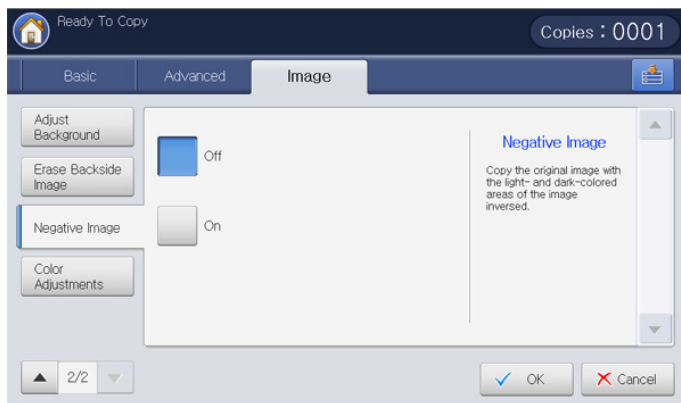 Ready To Copy
Copies : 0001
Basic
Advanced
Image
Adjust
Background
Erase Backside
Image
Negative Image
Color
Adjustments
2/2
Off
On
Negative Image
Copy the original image with
the light- and dark-colored
areas of the image
inversed.
OK
Cancel